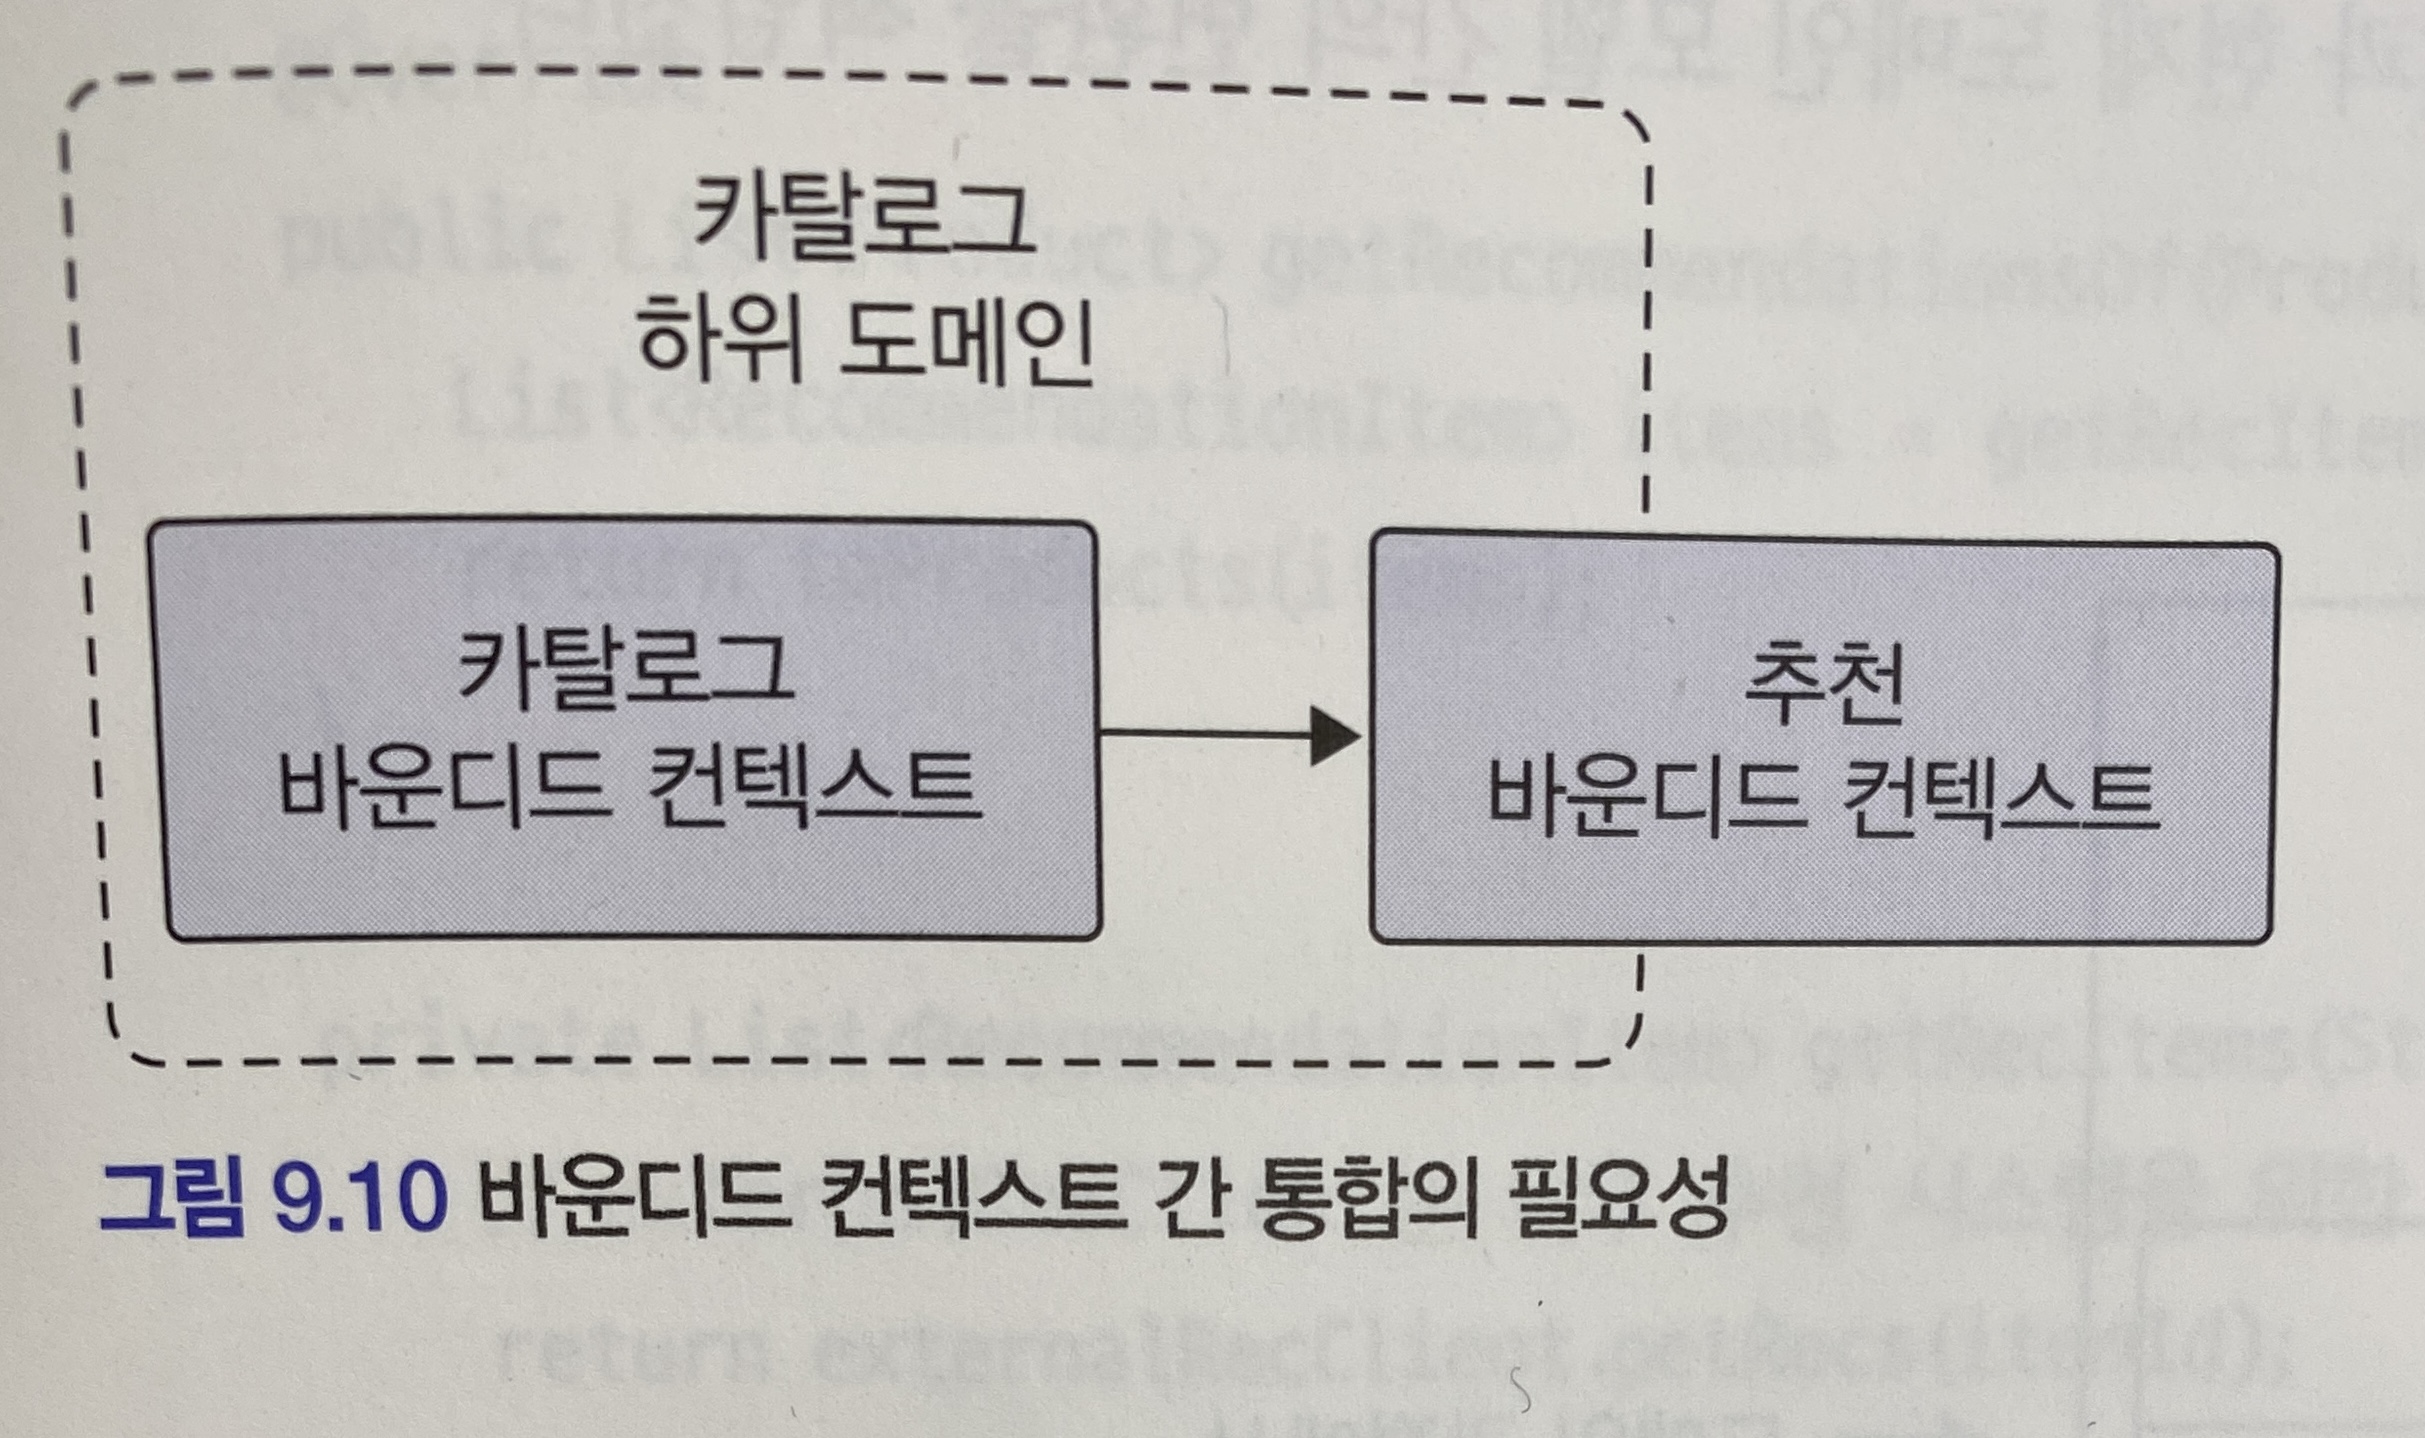 카탈로그
하위 도메인
카탈로그
바운디드 컨텍스트
추천
바운디드 컨텍스트
그림 9.10 바운디드 컨텍스트 간 통합의 필요성